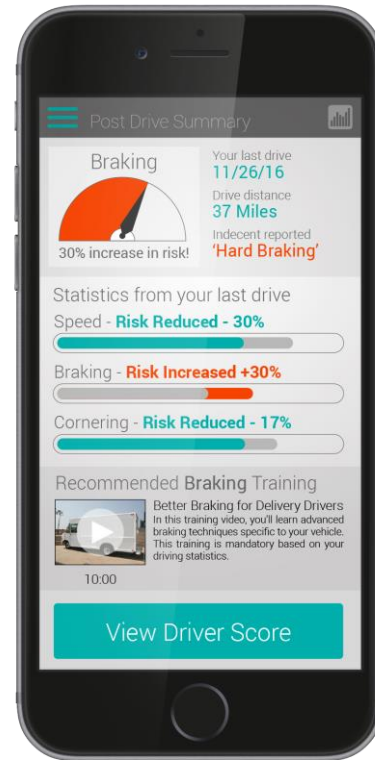 Post Drive Summary
Braking
30% increase in risk!
Your last drive
11/26/16
Drive distance
37 Miles
Indecent reported
‘Hard Braking’
Statistics from your last drive
Speed - Risk Reduced - 30%
Braking - Risk Increased +30%
Cornering - Risk Reduced - 17%
Recommended Braking Training
Better Braking for Delivery Drivers
In this training video, you'll learn advanced
braking techniques specific to your vehicle.
This training is mandatory based on your
driving statistics.
10:00
View Driver Score